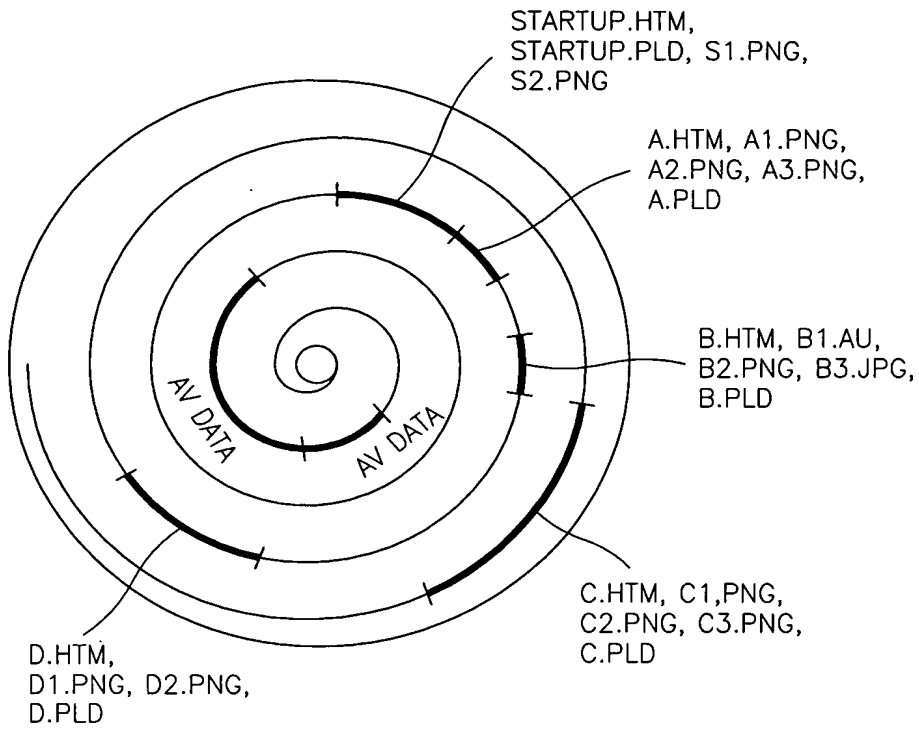 STARTUP.HTM,
STARTUP.PLD, S1.PNG,
S2.PNG
A.HTM, A1.PNG,
A2.PNG, A3.PNG,
A.PLD
B.HTM, B1.AU,
B2.PNG, B3.JPG,
B.PLD
AV DATA
AV DATA
C.HTM, C1,PNG,
C2.PNG, C3.PNG,
C.PLD
D.HTM,
D1.PNG, D2.PNG,
D.PLD